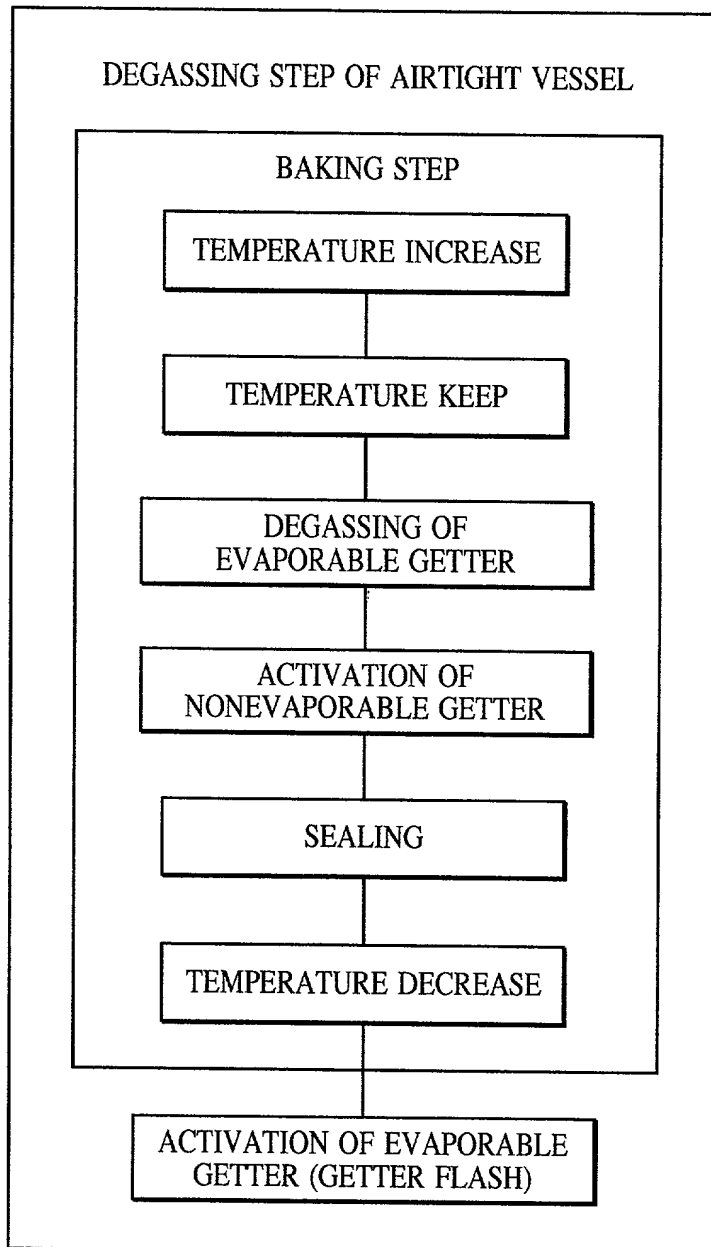 DEGASSING STEP OF AIRTIGHT VESSEL
BAKING STEP
TEMPERATURE INCREASE
TEMPERATURE KEEP
DEGASSING OF
EVAPORABLE GETTER
ACTIVATION OF
NONEVAPORABLE GETTER
SEALING
TEMPERATURE DECREASE
ACTIVATION OF EVAPORABLE
GETTER (GETTER FLASH)